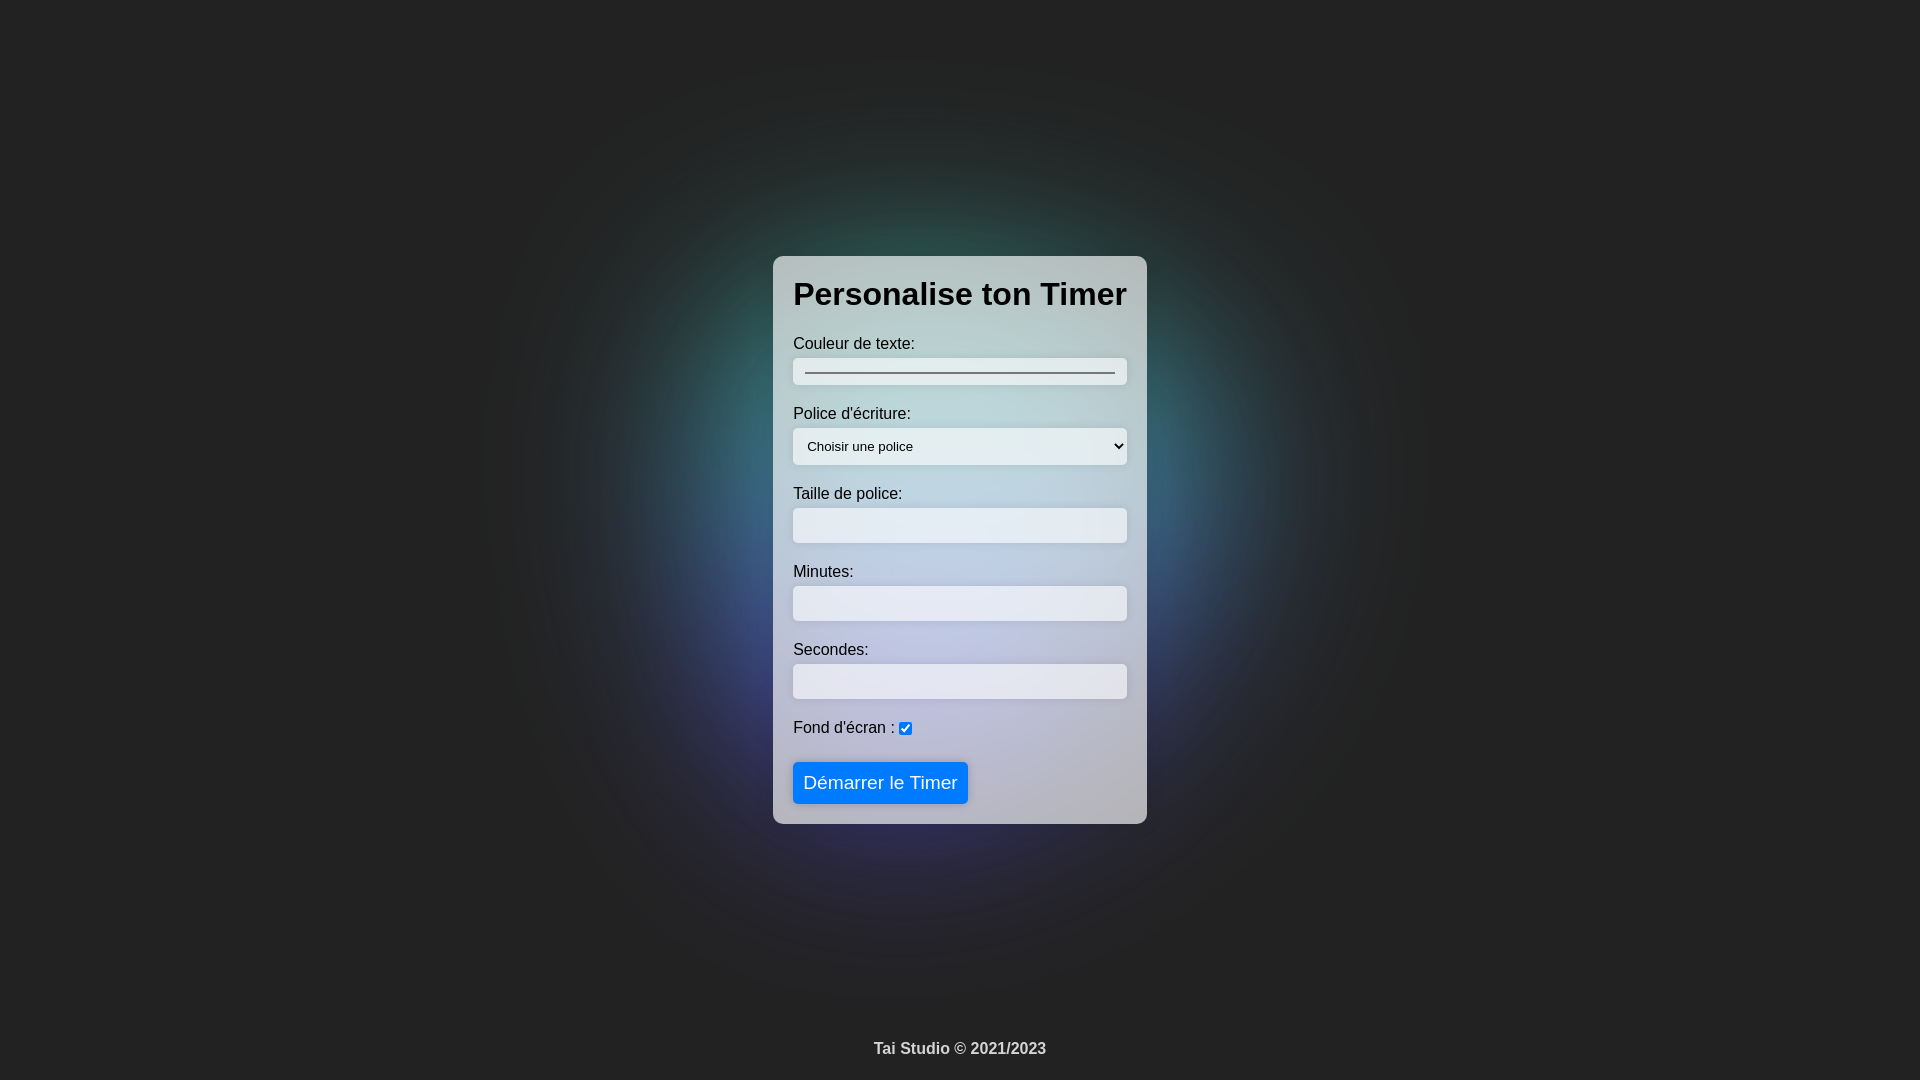 Personalise ton Timer
Couleur de texte:
Police d'écriture:
Choisir une police
Taille de police:
Minutes:
Secondes:
Fond d'écran :
Démarrer le Timer
Tai Studio © 2021/2023